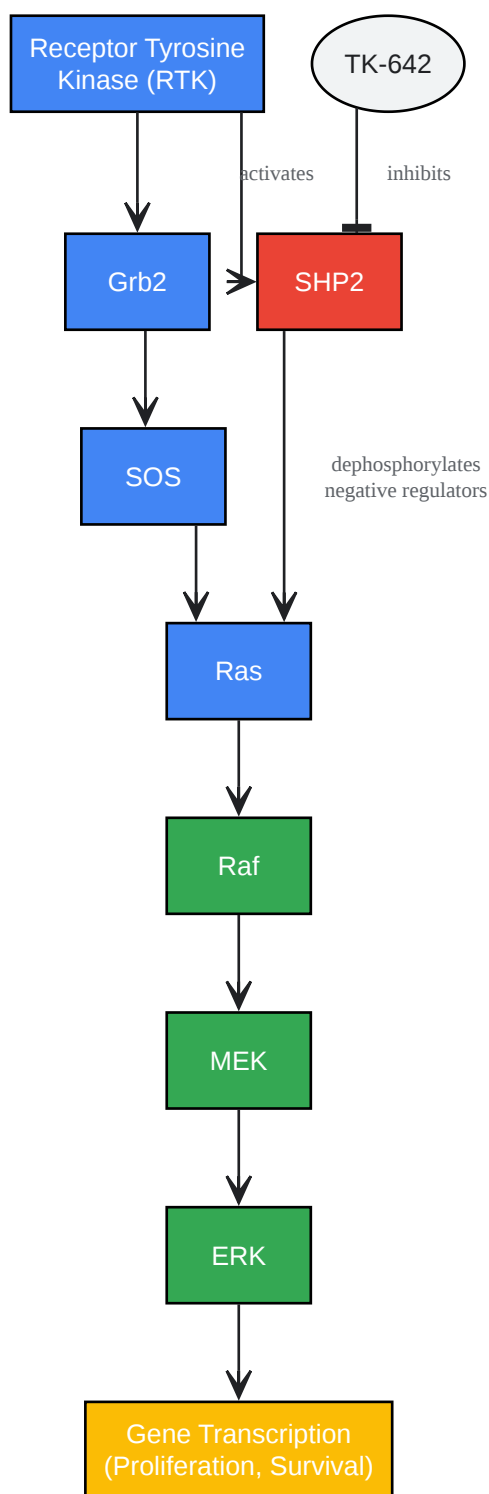 Receptor Tyrosine
Kinase (RTK)
TK-642
activates
inhibits
Grb2
SHP2
SOS
dephosphorylates
negative regulators
Ras
Raf
MEK
ERK
Gene Transcription
(Proliferation, Survival)